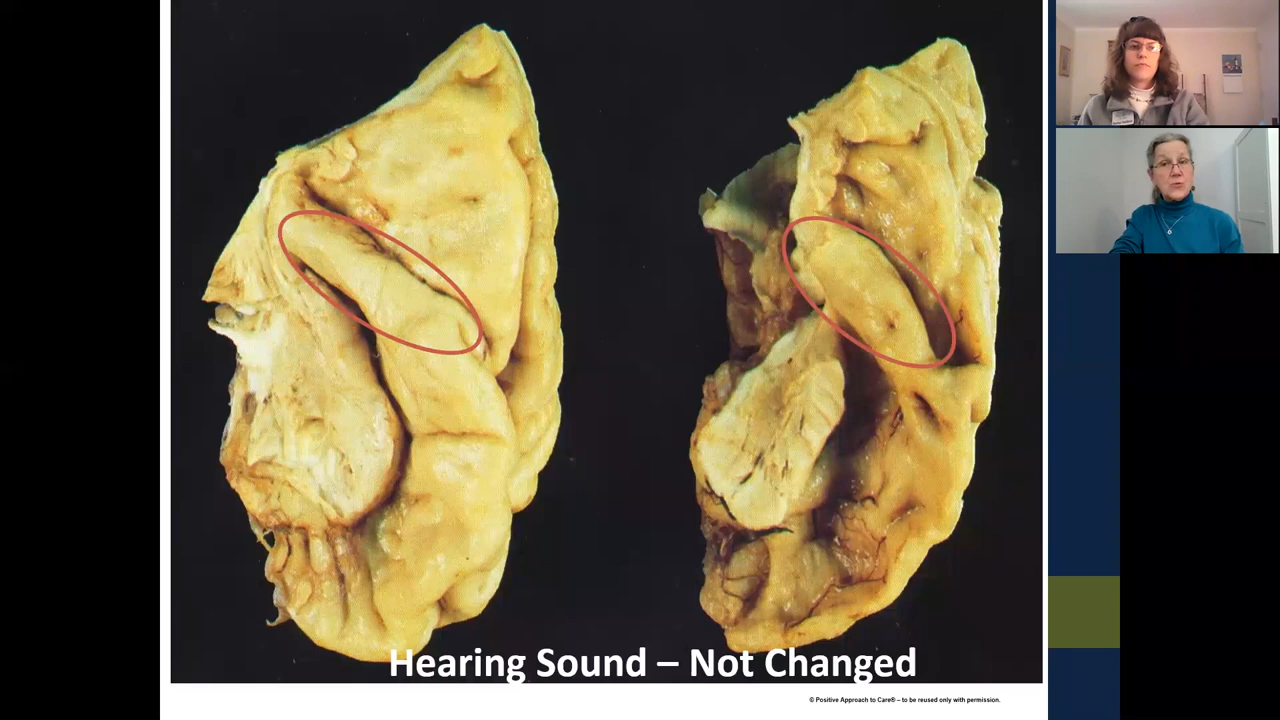 Hearing Sound – Not Changed
© Positive Approach to Care® – to be reused only with permission.